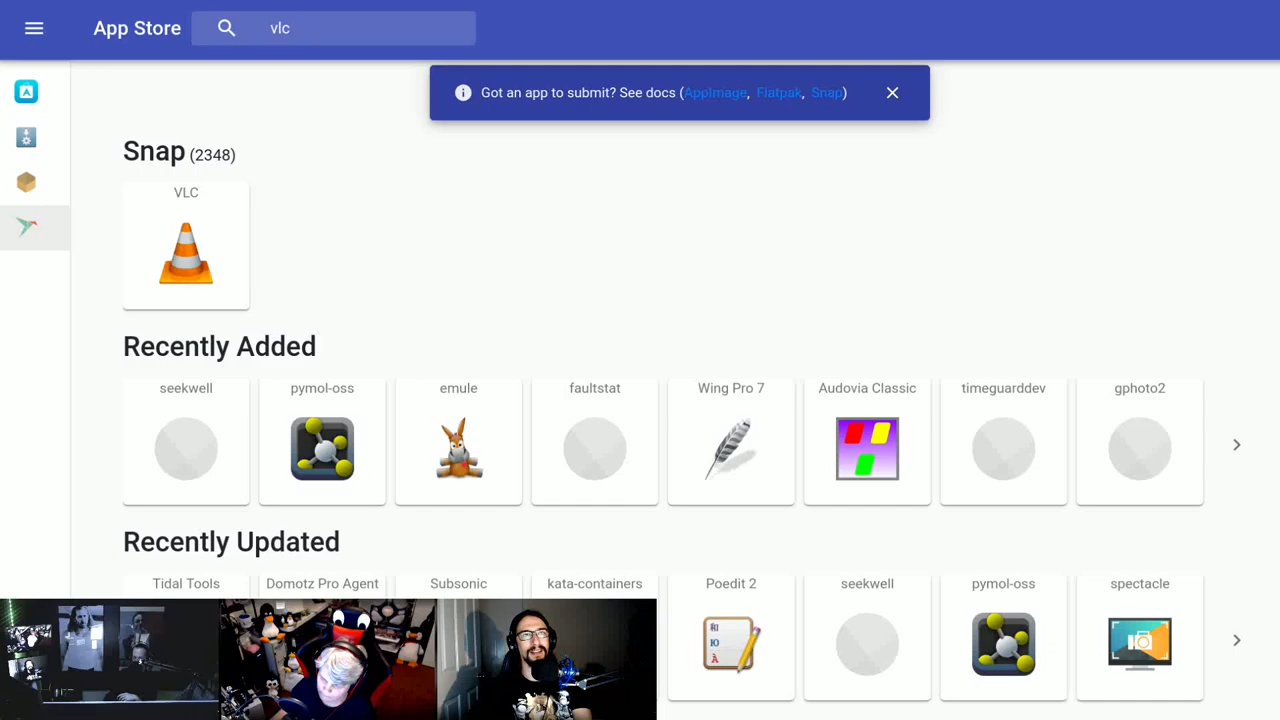 App Store
vlc
Got an app to submit? See docs (AppImage, Flatpak, Snap)
Snap (2348)
VLC
Recently Added
seekwell
pymol-oss
emule
faultstat
Wing Pro 7
Audovia Classic
timeguarddev
gphoto2
Recently Updated
Tidal Tools
Domotz Pro Agent
Subsonic
kata-containers
Poedit 2
seekwell
pymol-oss
spectacle